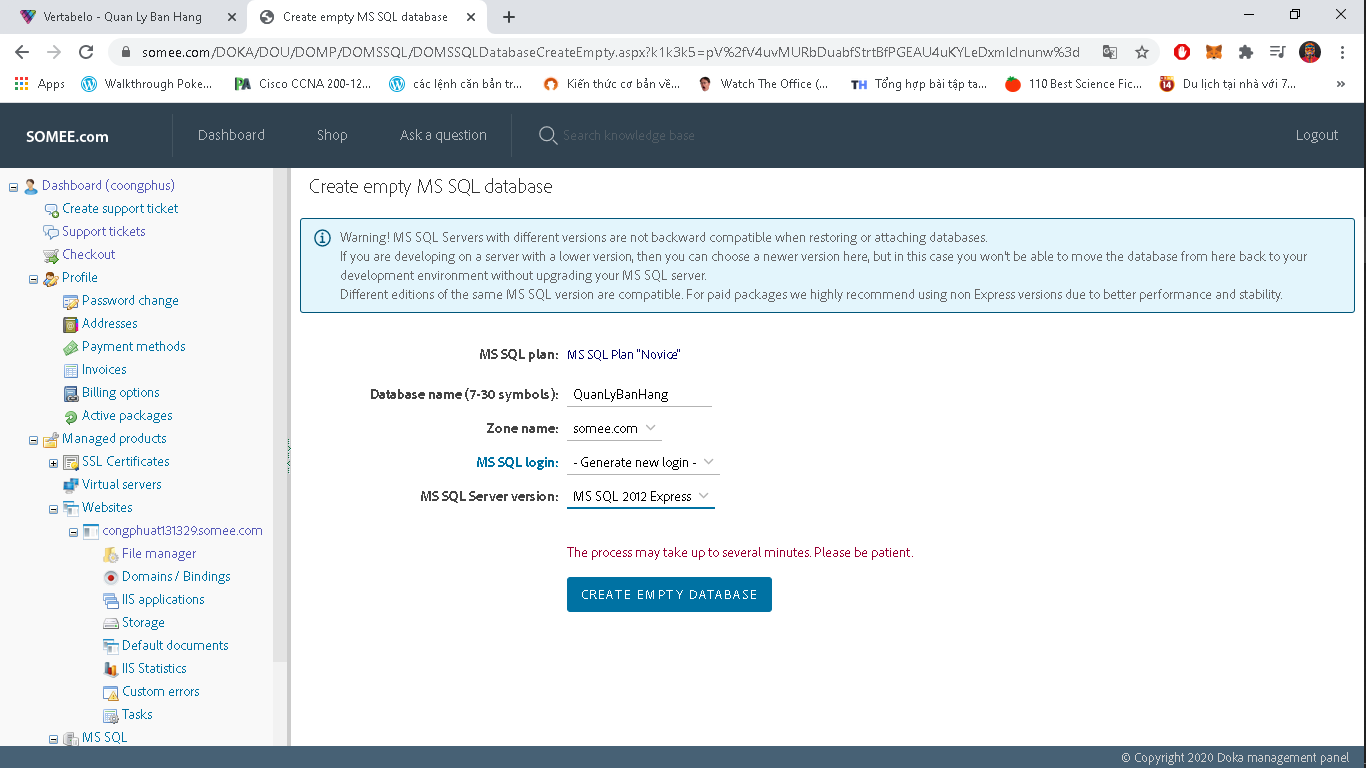 Vertabelo - Quan Ly Ban Hang
Create empty MS SQL database
somee.com/DOKA/DOU/DOMP/DOMSSQL/DOMSSQLDatabaseCreateEmpty.aspx?k1k3k5=pV%2fV4uvMURbDuabfStrtBfPGEAU4uKYLeDxmlcInunw%3d
Apps
Walkthrough Poke...
Cisco CCNA 200-12...
các lệnh căn bản tr...
Kiến thức cơ bản về...
Watch The Office (...
TH Tổng hợp bài tập ta...
110 Best Science Fic...
Du lịch tại nhà với 7...
»
SOMEE.com
Dashboard
Shop
Ask a question
Search knowledge base
Logout
Dashboard (coongphus)
Create support ticket
Support tickets
Checkout
Profile
Password change
Addresses
Payment methods
Invoices
Billing options
Active packages
Managed products
SSL Certificates
Virtual servers
Websites
congphuat131329.somee.com
File manager
Domains / Bindings
IIS applications
Storage
Default documents
IIS Statistics
Custom errors
Tasks
MS SQL
Create empty MS SQL database
Warning! MS SQL Servers with different versions are not backward compatible when restoring or attaching databases.
If you are developing on a server with a lower version, then you can choose a newer version here, but in this case you won't be able to move the database from here back to your
development environment without upgrading your MS SQL server.
Different editions of the same MS SQL version are compatible. For paid packages we highly recommend using non Express versions due to better performance and stability.
MS SQL plan: MS SQL Plan "Novice"
Database name (7-30 symbols): QuanLyBanHang
Zone name: somee.com
MS SQL login: - Generate new login -
MS SQL Server version: MS SQL 2012 Express
The process may take up to several minutes. Please be patient.
CREATE EMPTY DATABASE
© Copyright 2020 Doka management panel